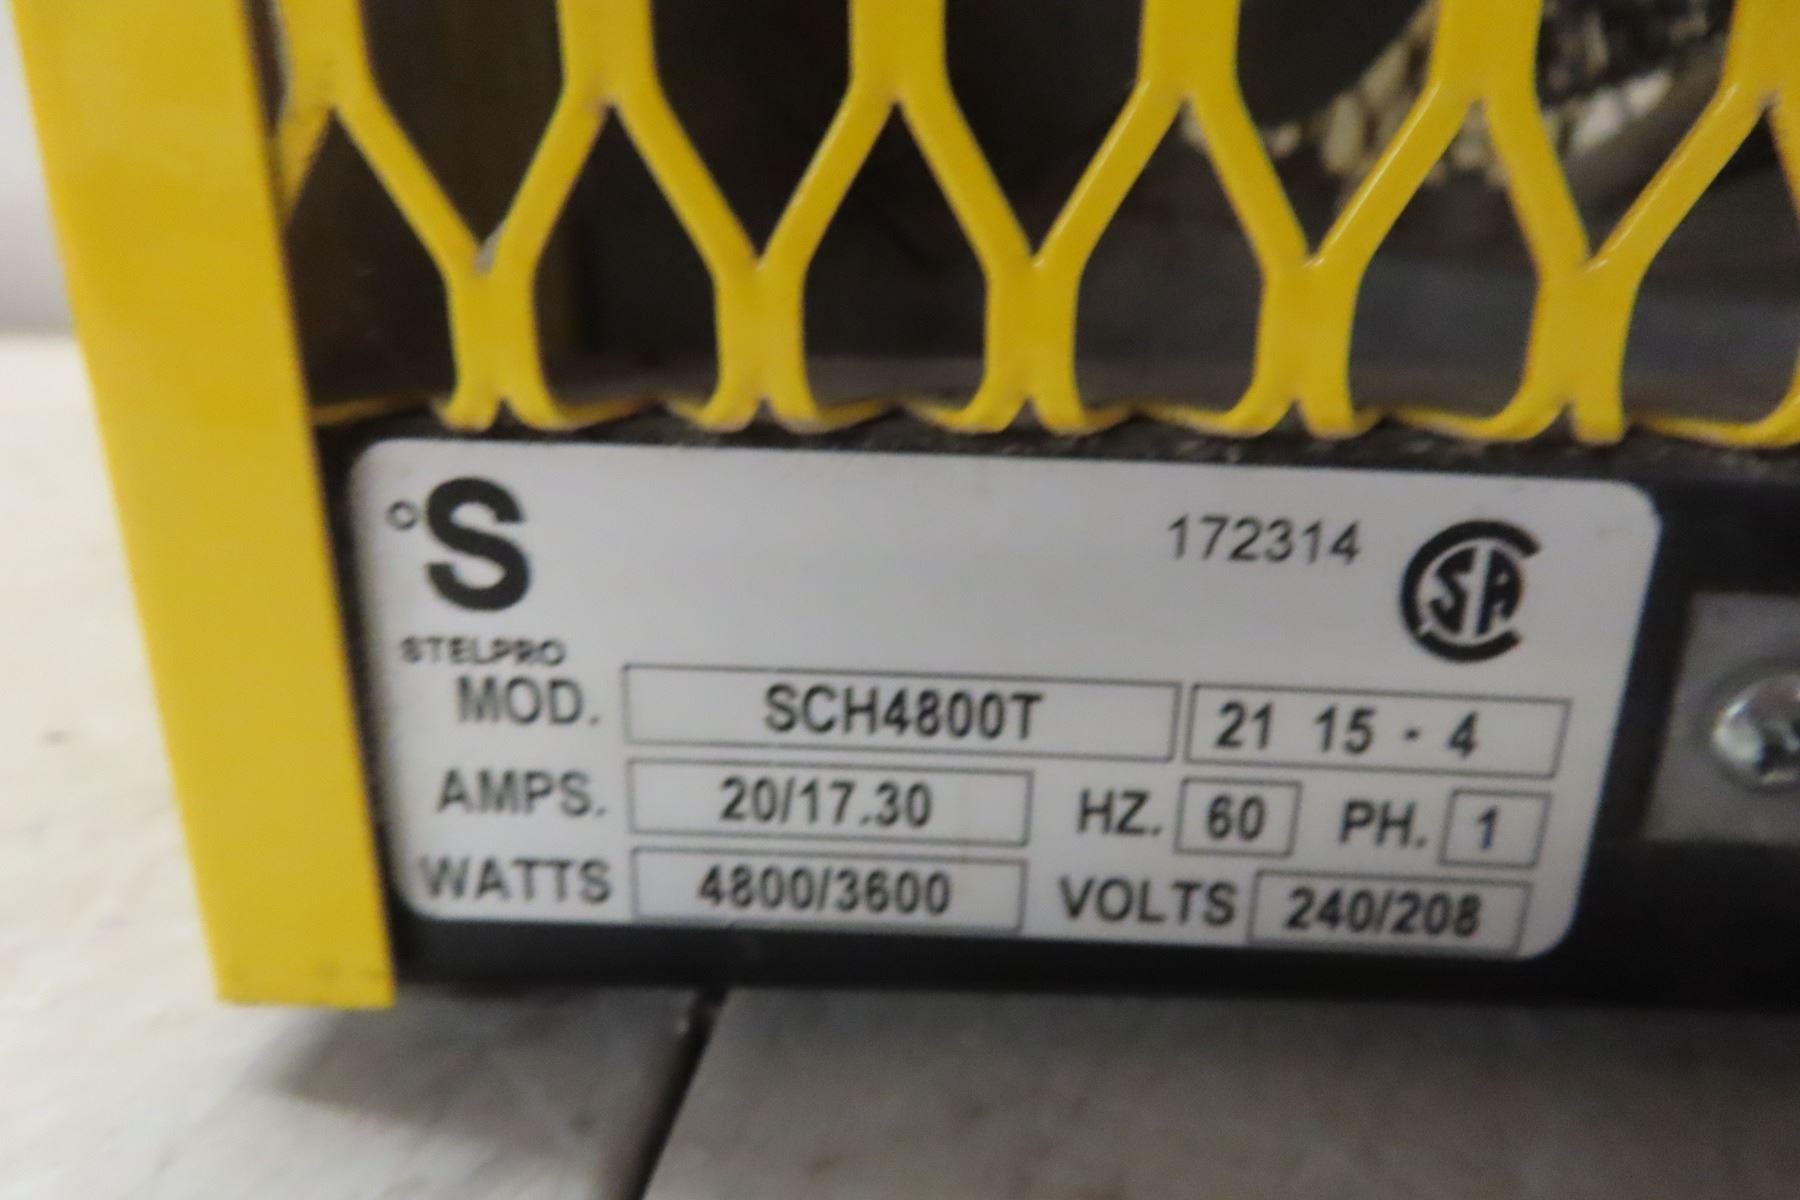 S
STELPRO
172314
CSA
MOD. SCH4800T 21 15 - 4
AMPS. 20/17.30 HZ. 60 PH. 1
WATTS 4800/3600 VOLTS 240/208